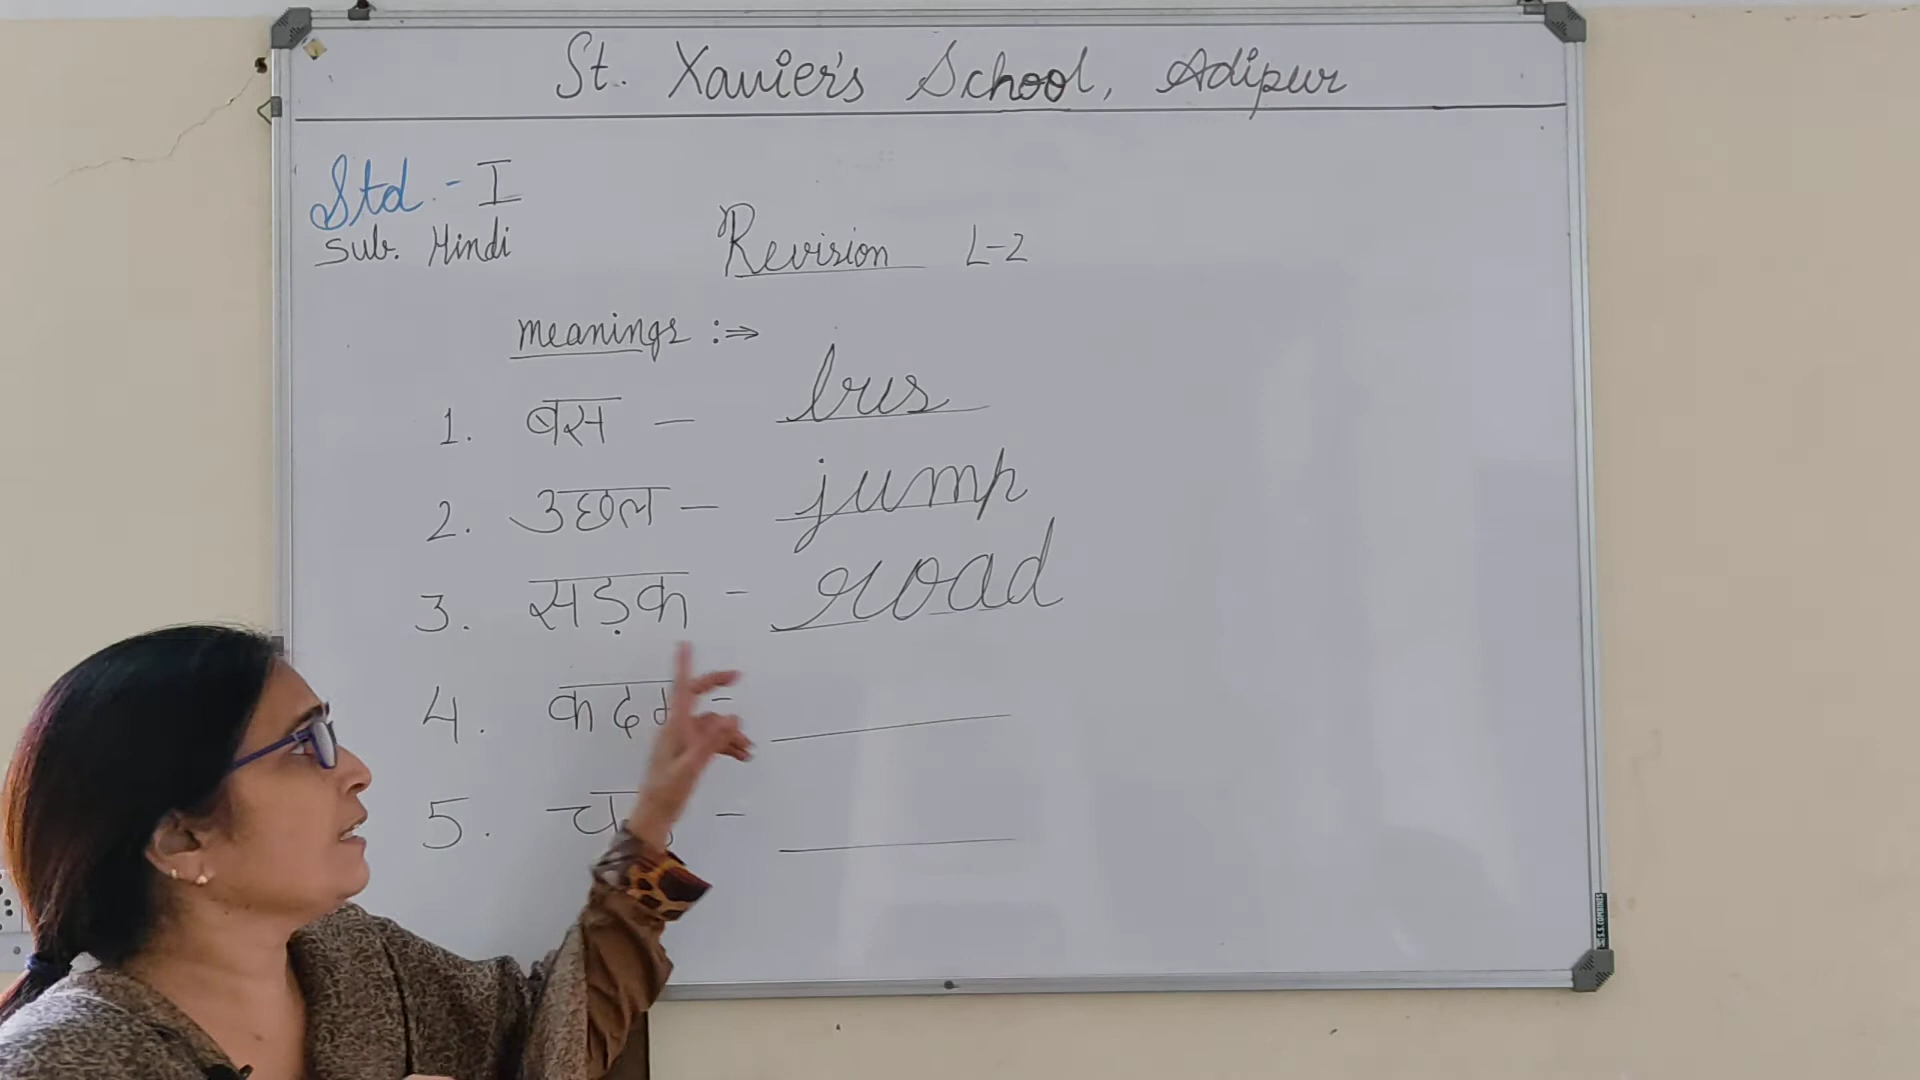 St. Xavier's School, Adipur
Std. - I
Sub. Hindi
Revision L-2
meanings :⇒
1. बस — bus
2. उछल — jump
3. सड़क - road
4. -
5. -
S.S.COMBINES